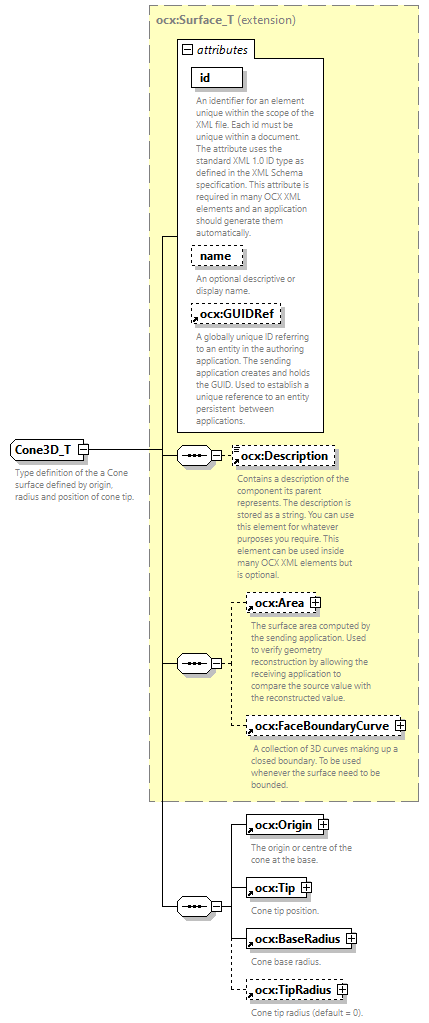 ocx:Surface_T (extension)
attributes
id
An identifier for an element
unique within the scope of the
XML file. Each id must be
unique within a document.
The attribute uses the
standard XML 1.0 ID type as
defined in the XML Schema
specification. This attribute is
required in many OCX XML
elements and an application
should generate them
automatically.
name
An optional descriptive or
display name.
ocx:GUIDRef
A globally unique ID referring
to an entity in the authoring
application. The sending
application creates and holds
the GUID. Used to establish a
unique reference to an entity
persistent between
applications.
Cone3D_T
Type definition of the a Cone
surface defined by origin,
radius and position of cone tip.
ocx:Description
Contains a description of the
component its parent
represents. The description is
stored as a string. You can use
this element for whatever
purposes you require. This
element can be used inside
many OCX XML elements but
is optional.
ocx:Area
The surface area computed by
the sending application. Used
to verify geometry
reconstruction by allowing the
receiving application to
compare the source value with
the reconstructed value.
ocx:FaceBoundaryCurve
A collection of 3D curves making up a
closed boundary. To be used
whenever the surface need to be
bounded.
ocx:Origin
The origin or centre of the
cone at the base.
ocx:Tip
Cone tip position.
ocx:BaseRadius
Cone base radius.
ocx:TipRadius
Cone tip radius (default = 0).